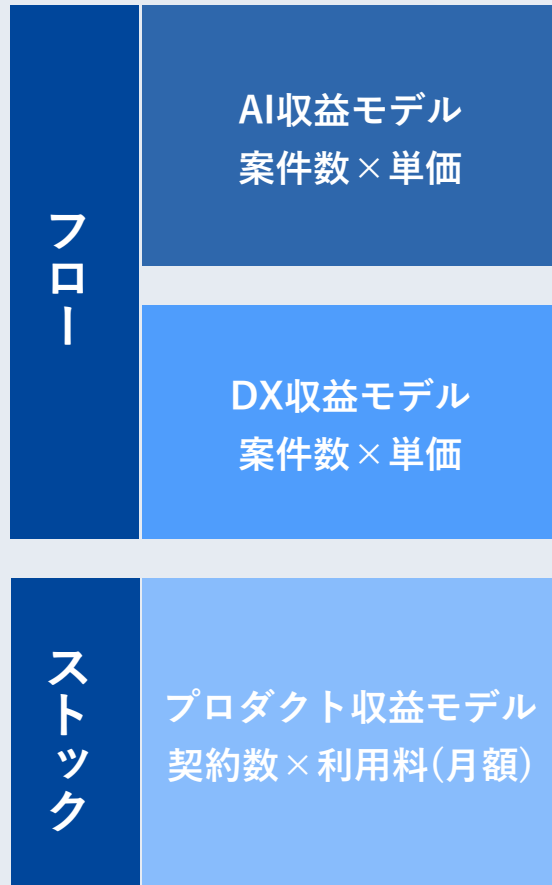 フロー
AI収益モデル
案件数×単価
DX収益モデル
案件数×単価
ストック
プロダクト収益モデル
契約数×利用料(月額)